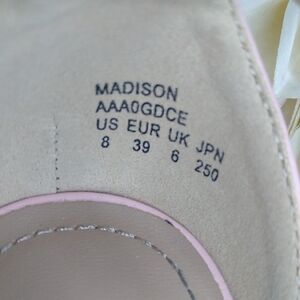 MADISON
AAA0GDCE
US EUR UK JPN
8 39 6 250